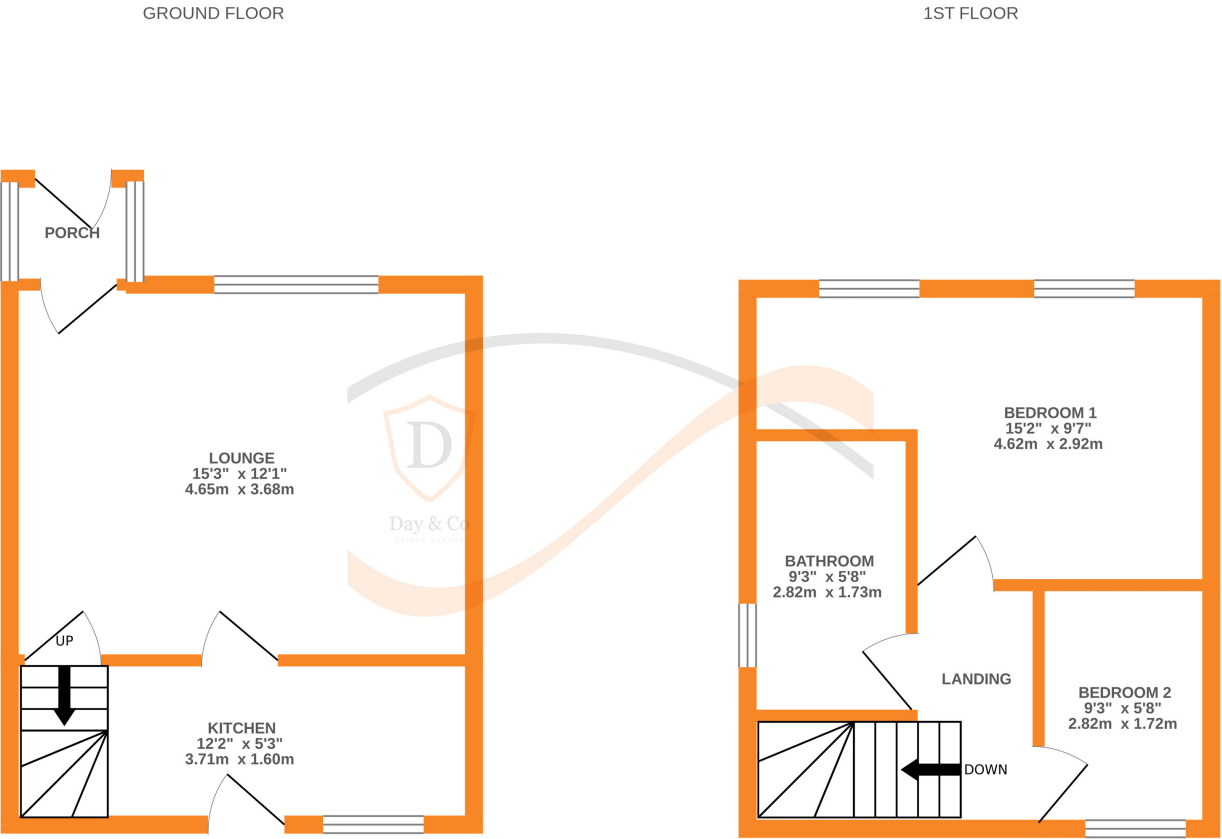 GROUND FLOOR
1ST FLOOR
PORCH
LOUNGE
15'3" x 12'1"
4.65m x 3.68m
UP
KITCHEN
12'2" x 5'3"
3.71m x 1.60m
D
Day & Co
ESTATE AGENTS
BEDROOM 1
15'2" x 9'7"
4.62m x 2.92m
BATHROOM
9'3" x 5'8"
2.82m x 1.73m
LANDING
BEDROOM 2
9'3" x 5'8"
2.82m x 1.72m
DOWN